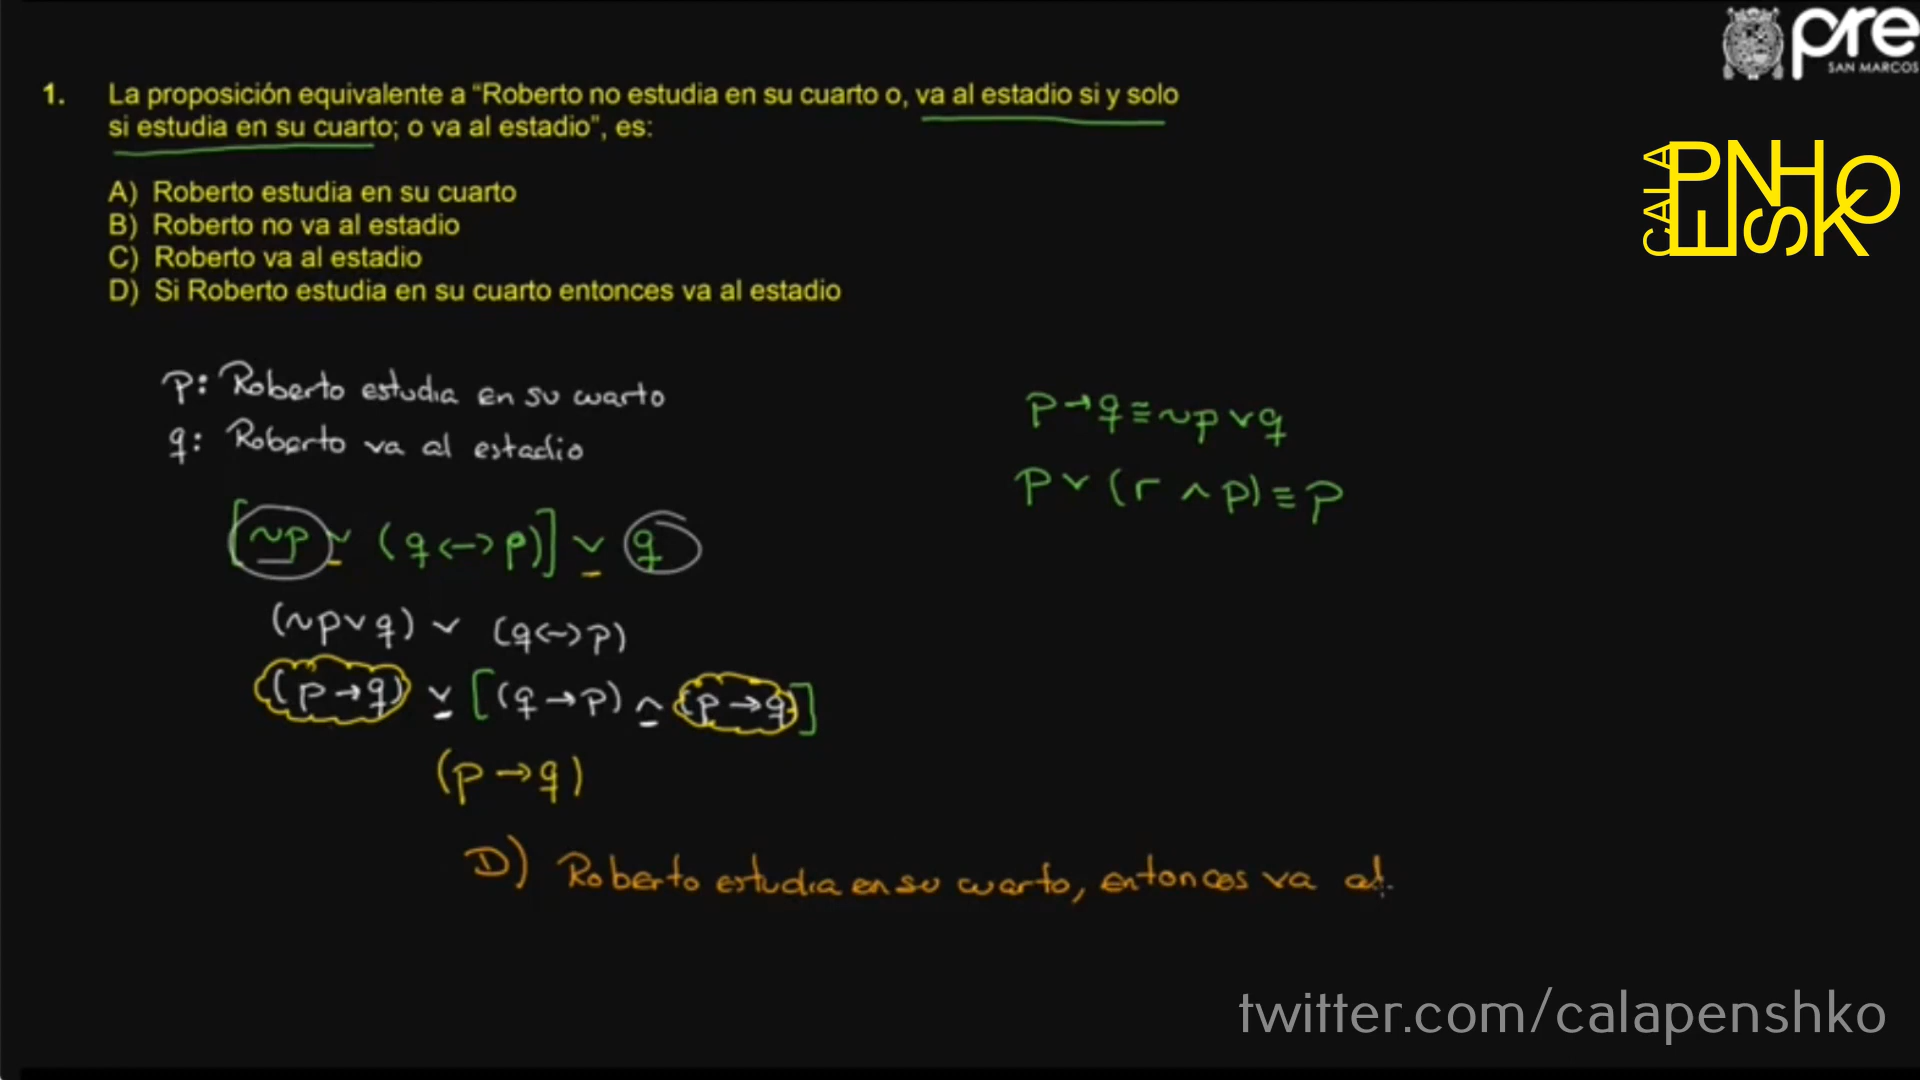 pre
SAN MARCOS
CALA
PENSHKO
1. La proposición equivalente a “Roberto no estudia en su cuarto o, va al estadio si y solo
si estudia en su cuarto; o va al estadio”, es:
A) Roberto estudia en su cuarto
B) Roberto no va al estadio
C) Roberto va al estadio
D) Si Roberto estudia en su cuarto entonces va al estadio
p: Roberto estudia en su cuarto
q: Roberto va al estadio
p→q≡~p∨q
p∨(r∧p)≡p
[~p∨(q<->p)]∨q
(~p∨q)∨(q<->p)
(p→q)∨[(q→p)∧(p→q)]
(p→q)
D) Roberto estudia en su cuarto, entonces va al
twitter.com/calapenshko